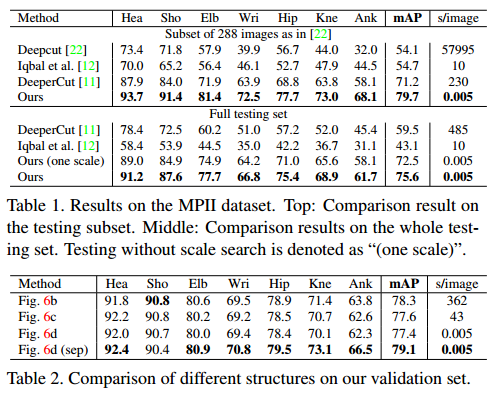 Method Hea Sho Elb Wri Hip Kne Ank mAP s/image
Subset of 288 images as in [22]
Deepcut [22] 73.4 71.8 57.9 39.9 56.7 44.0 32.0 54.1 57995
Iqbal et al. [12] 70.0 65.2 56.4 46.1 52.7 47.9 44.5 54.7 10
DeeperCut [11] 87.9 84.0 71.9 63.9 68.8 63.8 58.1 71.2 230
Ours 93.7 91.4 81.4 72.5 77.7 73.0 68.1 79.7 0.005
Full testing set
DeeperCut [11] 78.4 72.5 60.2 51.0 57.2 52.0 45.4 59.5 485
Iqbal et al. [12] 58.4 53.9 44.5 35.0 42.2 36.7 31.1 43.1 10
Ours (one scale) 89.0 84.9 74.9 64.2 71.0 65.6 58.1 72.5 0.005
Ours 91.2 87.6 77.7 66.8 75.4 68.9 61.7 75.6 0.005
Table 1. Results on the MPII dataset. Top: Comparison result on
the testing subset. Middle: Comparison results on the whole test-
ing set. Testing without scale search is denoted as “(one scale)”.
Method Hea Sho Elb Wri Hip Kne Ank mAP s/image
Fig. 6b 91.8 90.8 80.6 69.5 78.9 71.4 63.8 78.3 362
Fig. 6c 92.2 90.8 80.2 69.2 78.5 70.7 62.6 77.6 43
Fig. 6d 92.0 90.7 80.0 69.4 78.4 70.1 62.3 77.4 0.005
Fig. 6d (sep) 92.4 90.4 80.9 70.8 79.5 73.1 66.5 79.1 0.005
Table 2. Comparison of different structures on our validation set.